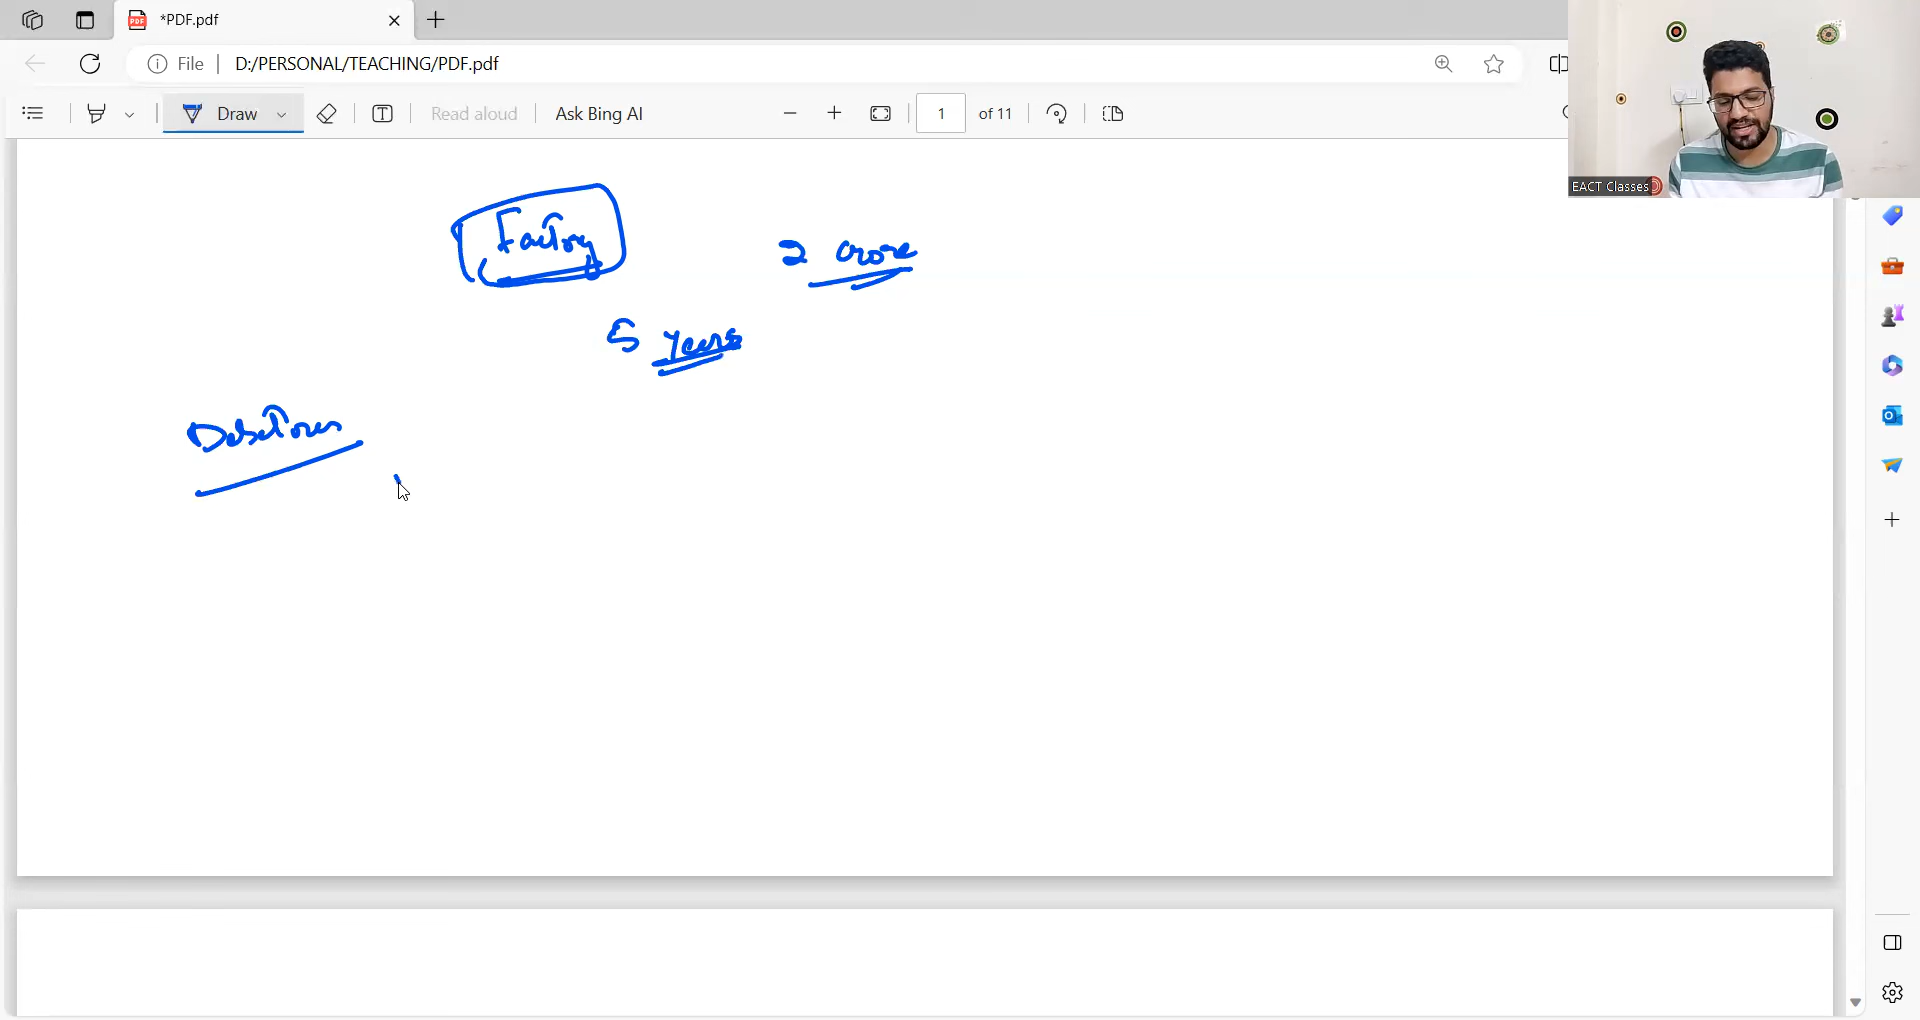 *PDF.pdf
File
D:/PERSONAL/TEACHING/PDF.pdf
Draw
Read aloud
Ask Bing AI
1
of 11
EACT Classes
Factory
2 crore
5 years
Debtors